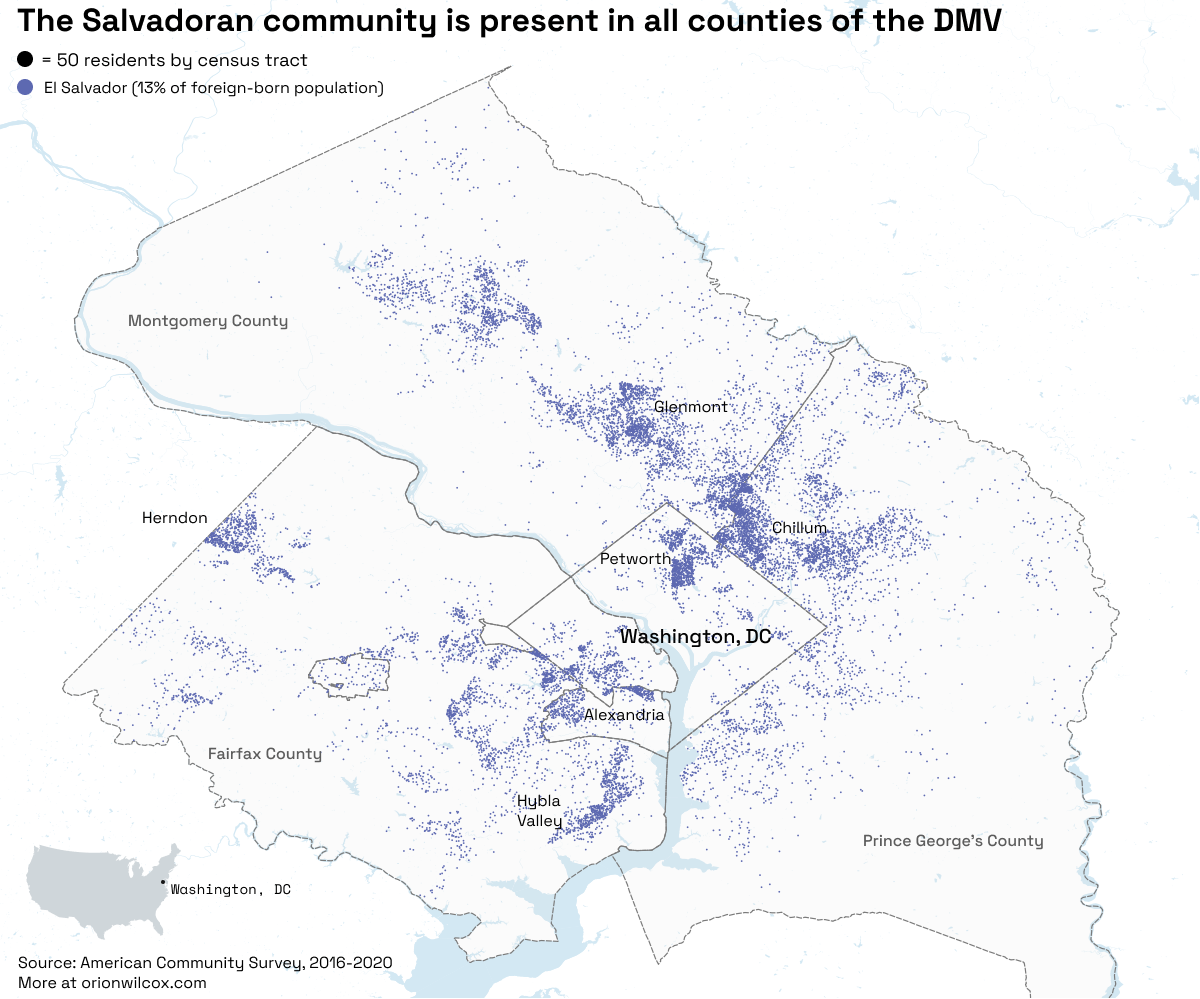 The Salvadoran community is present in all counties of the DMV
= 50 residents by census tract
El Salvador (13% of foreign-born population)
Montgomery County
Glenmont
Herndon
Chillum
Petworth
Washington, DC
Alexandria
Fairfax County
Hybla
Valley
Prince George's County
Washington, DC
Source: American Community Survey, 2016-2020
More at orionwilcox.com